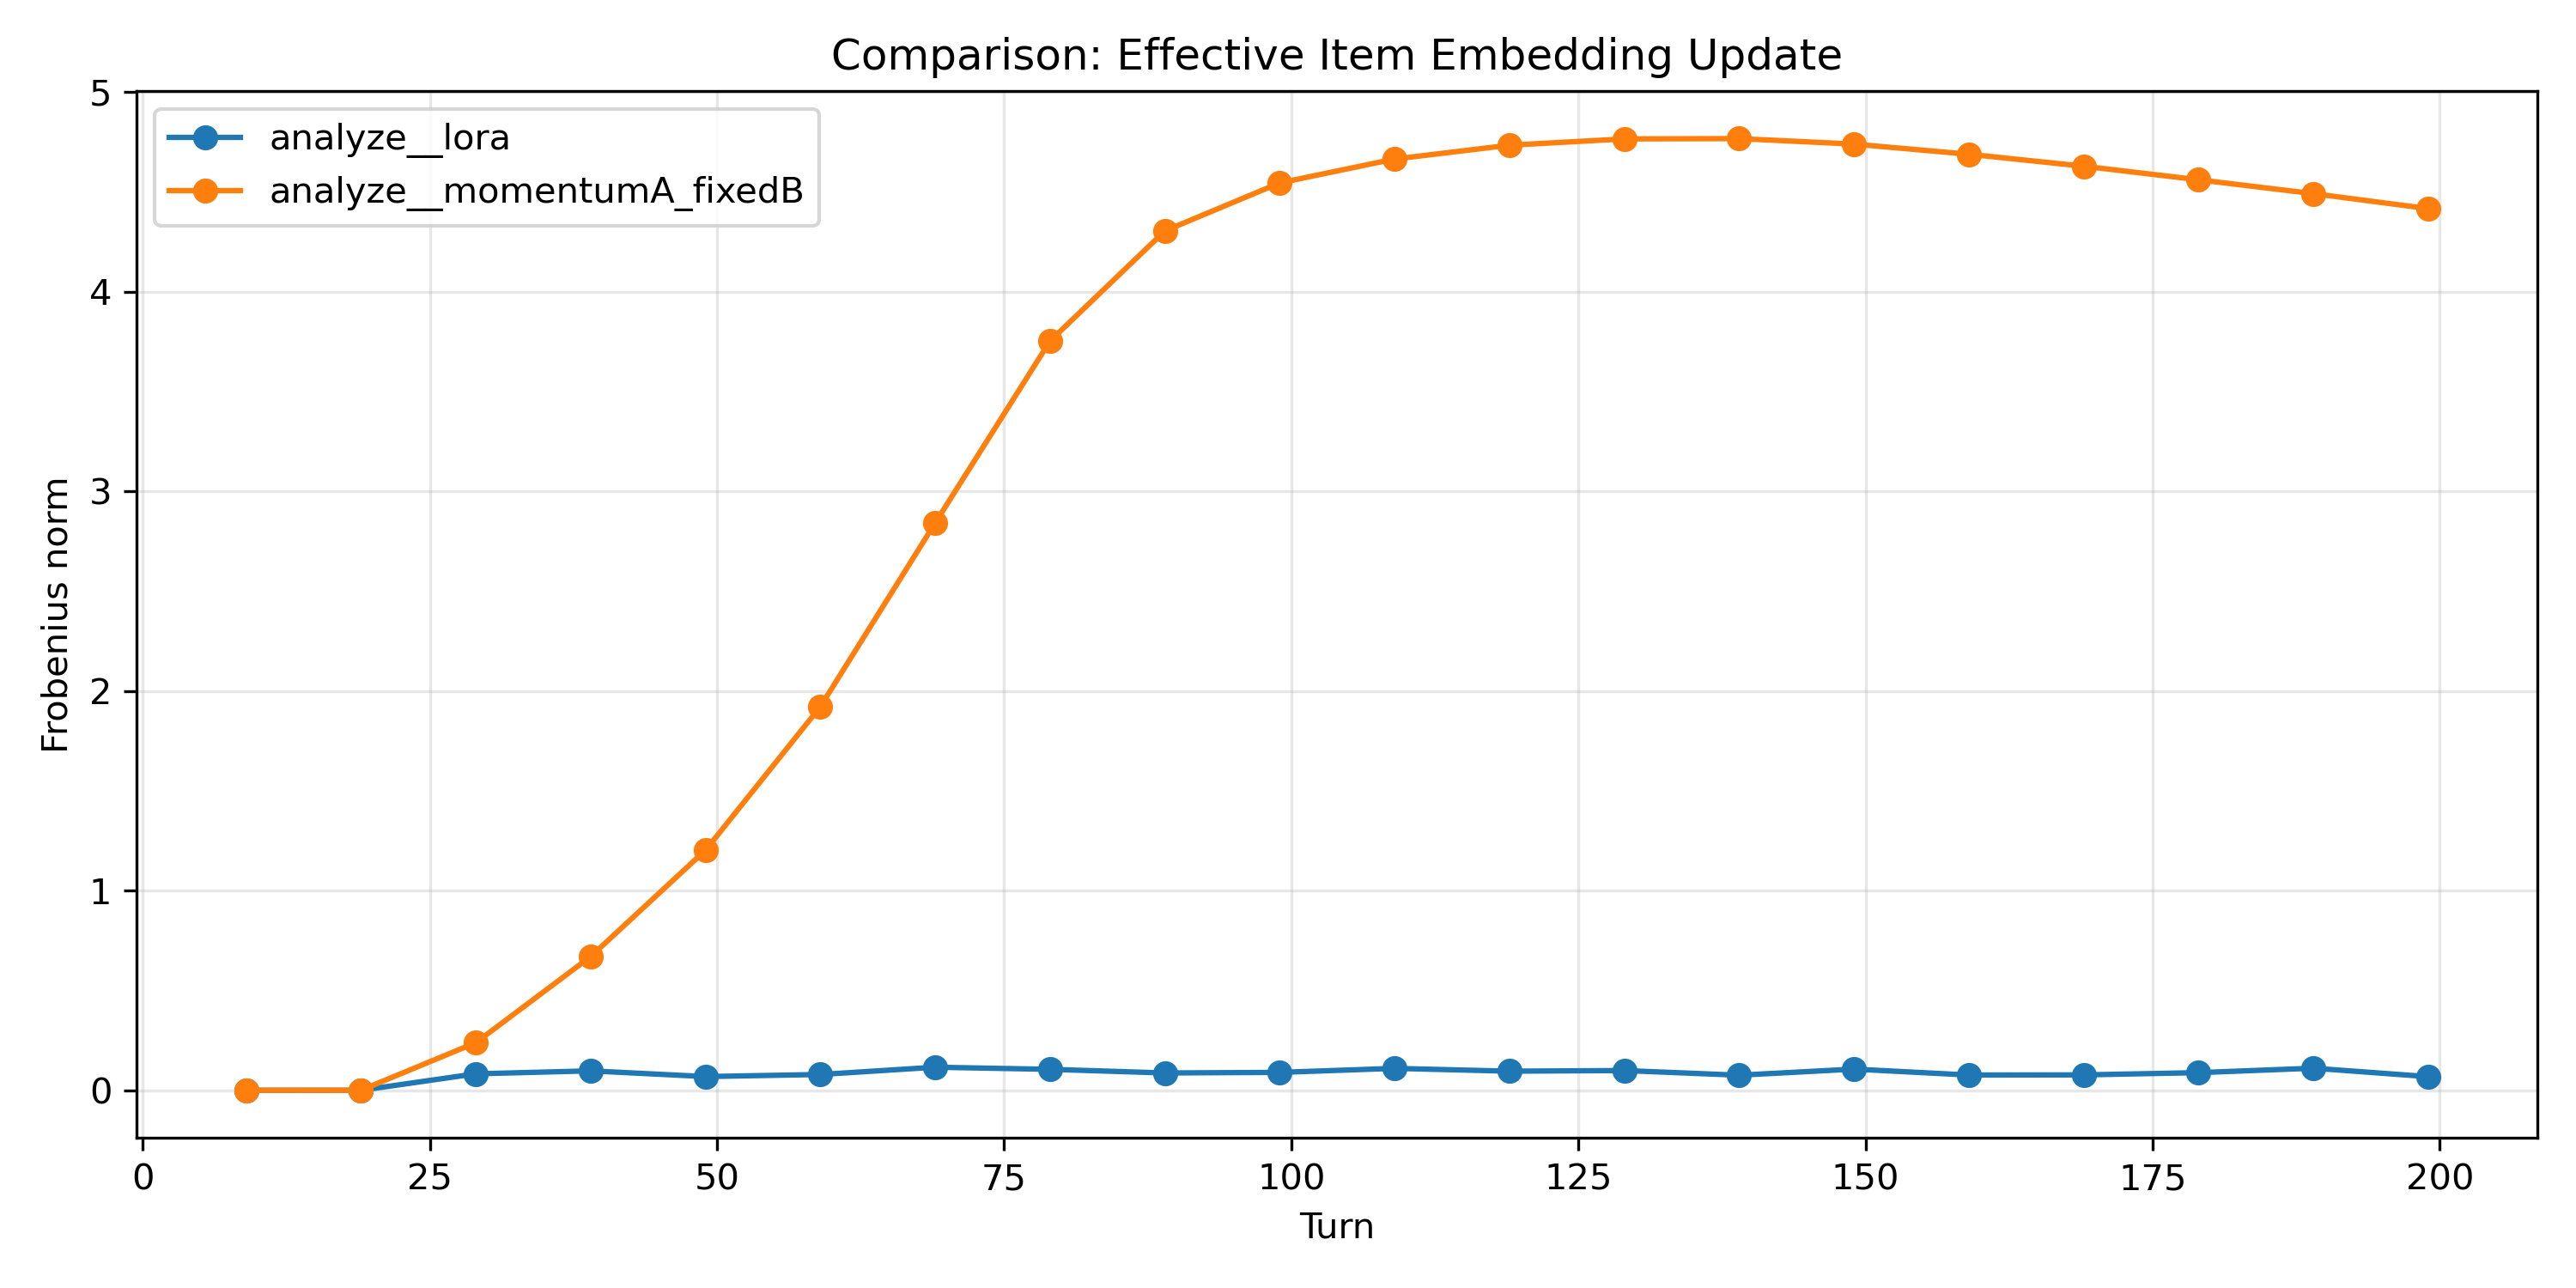 Comparison: Effective Item Embedding Update
analyze__lora
analyze__momentumA_fixedB
Frobenius norm
5
4
3
2
1
0
0 25 50 75 100 125 150 175 200
Turn